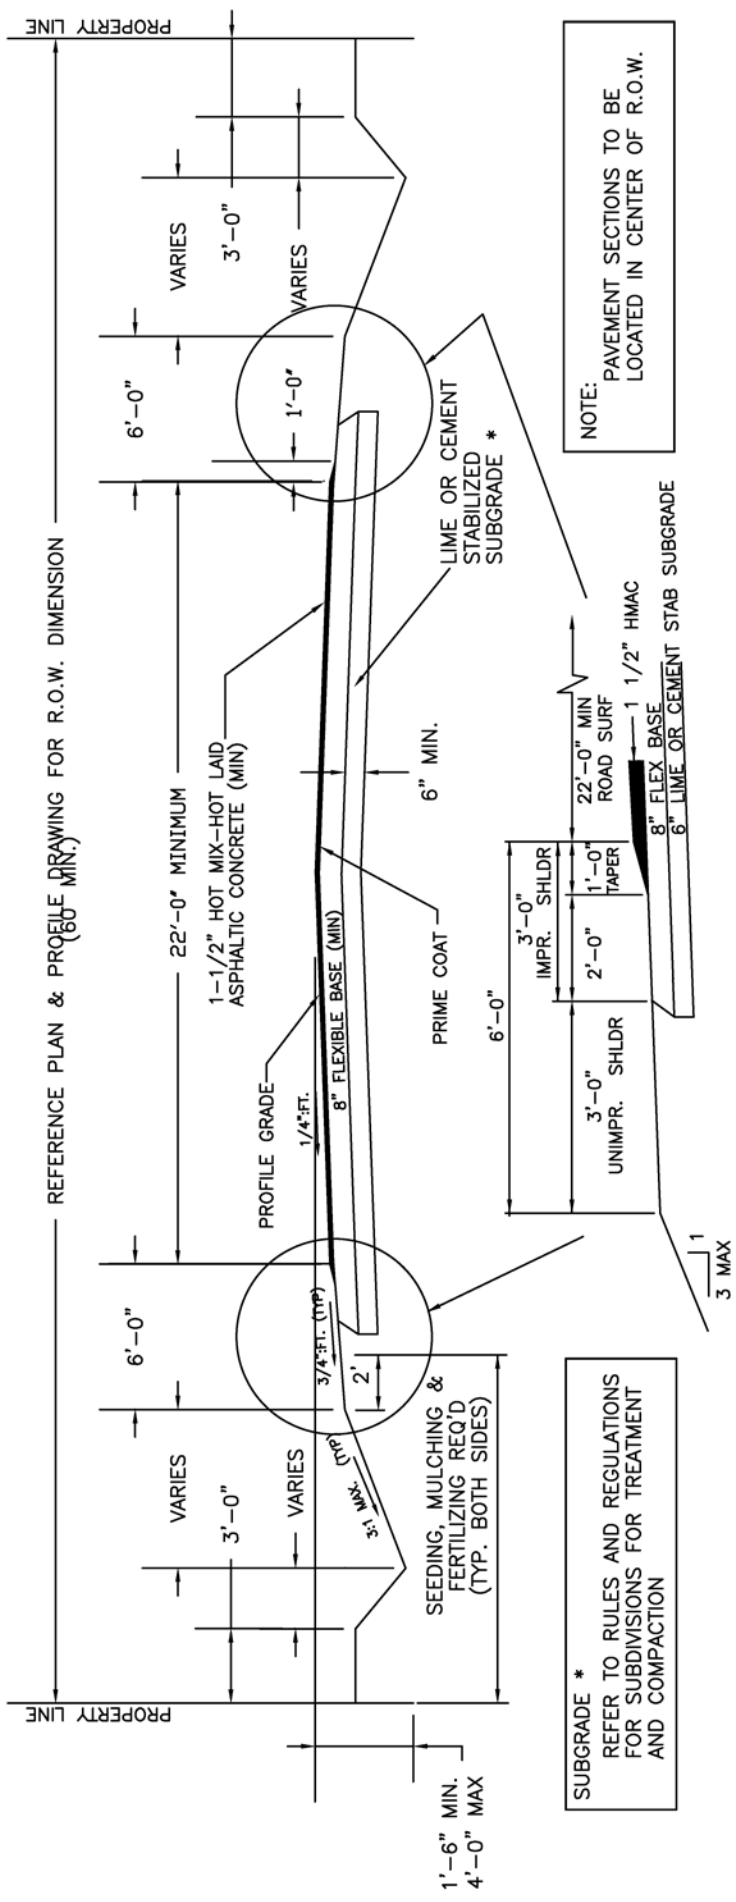 REFERENCE PLAN & PROFILE DRAWING FOR R.O.W. DIMENSION
(60' MIN.)
PROPERTY LINE
PROPERTY LINE
6'-0"
22'-0" MINIMUM
6'-0"
VARIES
3'-0"
VARIES
VARIES
3'-0"
VARIES
1'-0"
1-1/2" HOT MIX-HOT LAID
ASPHALTIC CONCRETE (MIN)
PROFILE GRADE
1/4":FT.
3/4":FT. (TYP)
3:1 MAX. (TYP)
8" FLEXIBLE BASE (MIN)
2'
6" MIN.
PRIME COAT
LIME OR CEMENT
STABILIZED
SUBGRADE *
SEEDING, MULCHING &
FERTILIZING REQ'D
(TYP. BOTH SIDES)
1'-6" MIN.
4'-0" MAX
6'-0"
3'-0"
IMPR. SHLDR
22'-0" MIN
ROAD SURF
3'-0"
UNIMPR. SHLDR
2'-0"
1'-0"
TAPER
1 1/2" HMAC
8" FLEX BASE
6" LIME OR CEMENT STAB SUBGRADE
1
3 MAX
SUBGRADE *
REFER TO RULES AND REGULATIONS
FOR SUBDIVISIONS FOR TREATMENT
AND COMPACTION
NOTE:
PAVEMENT SECTIONS TO BE
LOCATED IN CENTER OF R.O.W.